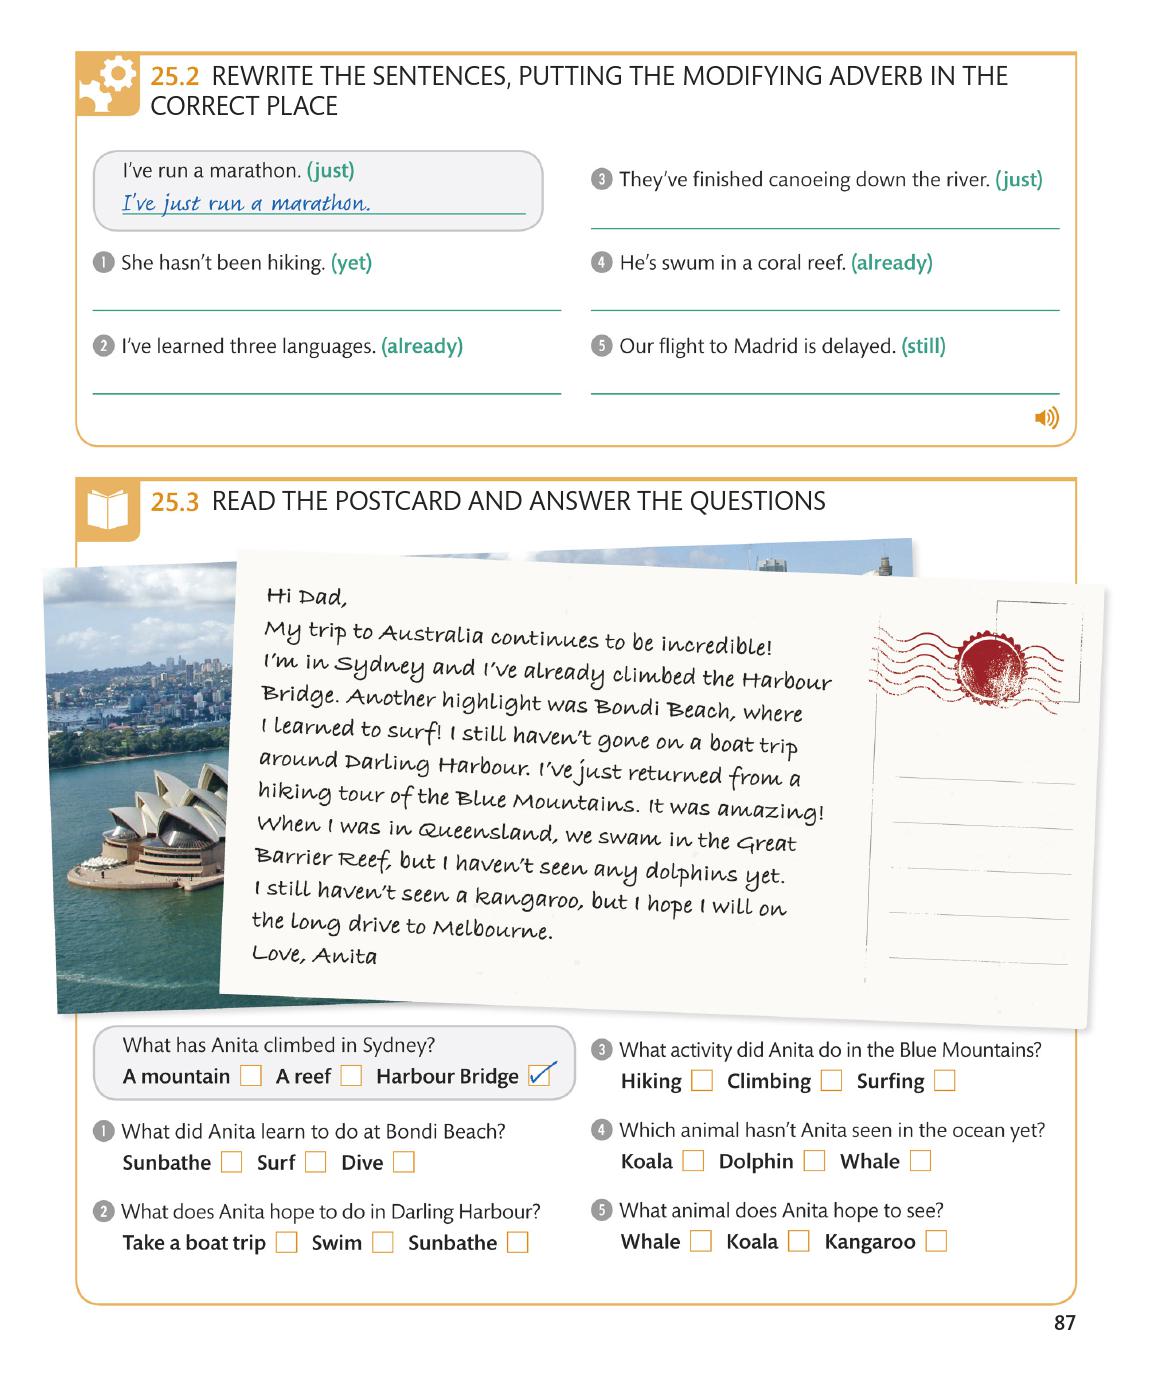 25.2 REWRITE THE SENTENCES, PUTTING THE MODIFYING ADVERB IN THE
CORRECT PLACE
I've run a marathon. (just)
I've just run a marathon.
1 She hasn't been hiking. (yet)
2 I've learned three languages. (already)
3 They've finished canoeing down the river. (just)
4 He's swum in a coral reef. (already)
5 Our flight to Madrid is delayed. (still)
25.3 READ THE POSTCARD AND ANSWER THE QUESTIONS
Hi Dad,
My trip to Australia continues to be incredible!
I'm in Sydney and I've already climbed the Harbour
Bridge. Another highlight was Bondi Beach, where
I learned to surf! I still haven't gone on a boat trip
around Darling Harbour. I've just returned from a
hiking tour of the Blue Mountains. It was amazing!
When I was in Queensland, we swam in the Great
Barrier Reef, but I haven't seen any dolphins yet.
I still haven't seen a kangaroo, but I hope I will on
the long drive to Melbourne.
Love, Anita
What has Anita climbed in Sydney?
A mountain A reef Harbour Bridge
1 What did Anita learn to do at Bondi Beach?
Sunbathe Surf Dive
2 What does Anita hope to do in Darling Harbour?
Take a boat trip Swim Sunbathe
3 What activity did Anita do in the Blue Mountains?
Hiking Climbing Surfing
4 Which animal hasn't Anita seen in the ocean yet?
Koala Dolphin Whale
5 What animal does Anita hope to see?
Whale Koala Kangaroo
87